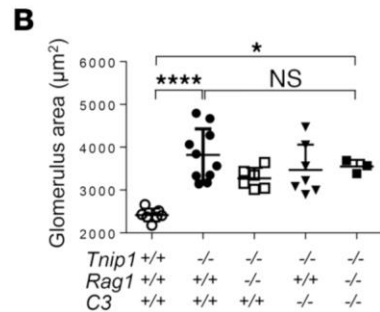 B
*
**** NS
Glomerulus area (µm²)
6000
5000
4000
3000
2000
Tnip1 +/+ -/- -/- -/- -/-
Rag1 +/+ +/+ -/- +/+ -/-
C3 +/+ +/+ +/+ -/- -/-